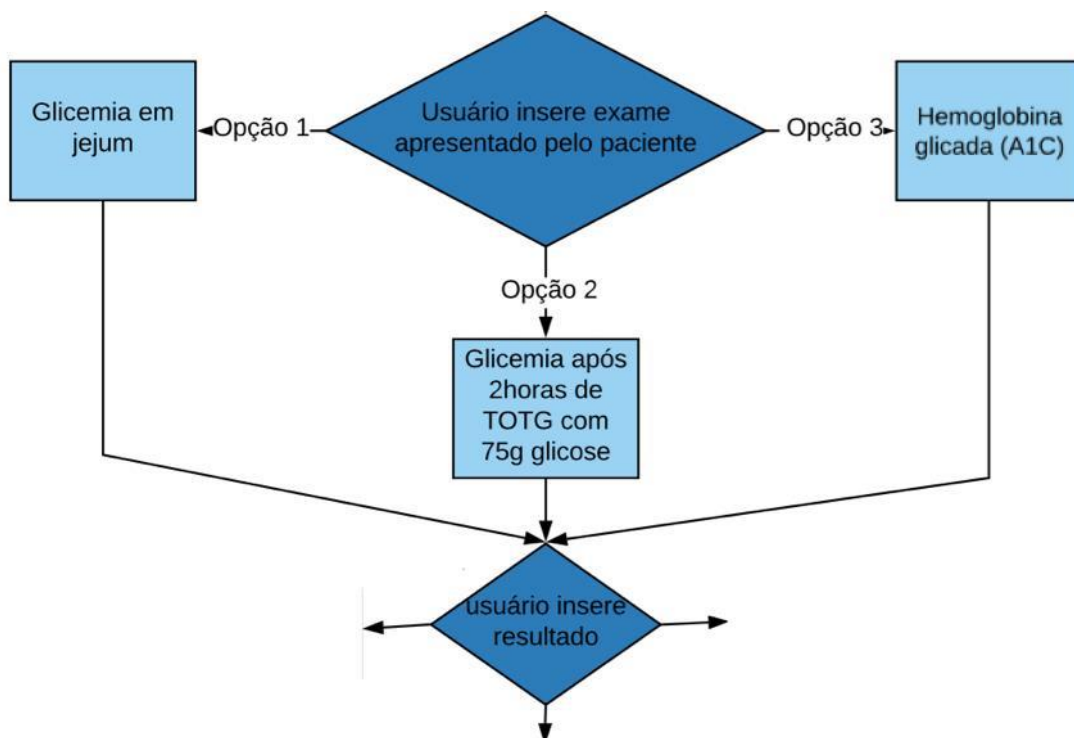 Glicemia em
jejum
Opção 1
Usuário insere exame
apresentado pelo paciente
Opção 3
Hemoglobina
glicada (A1C)
Opção 2
Glicemia após
2horas de
TOTG com
75g glicose
usuário insere
resultado